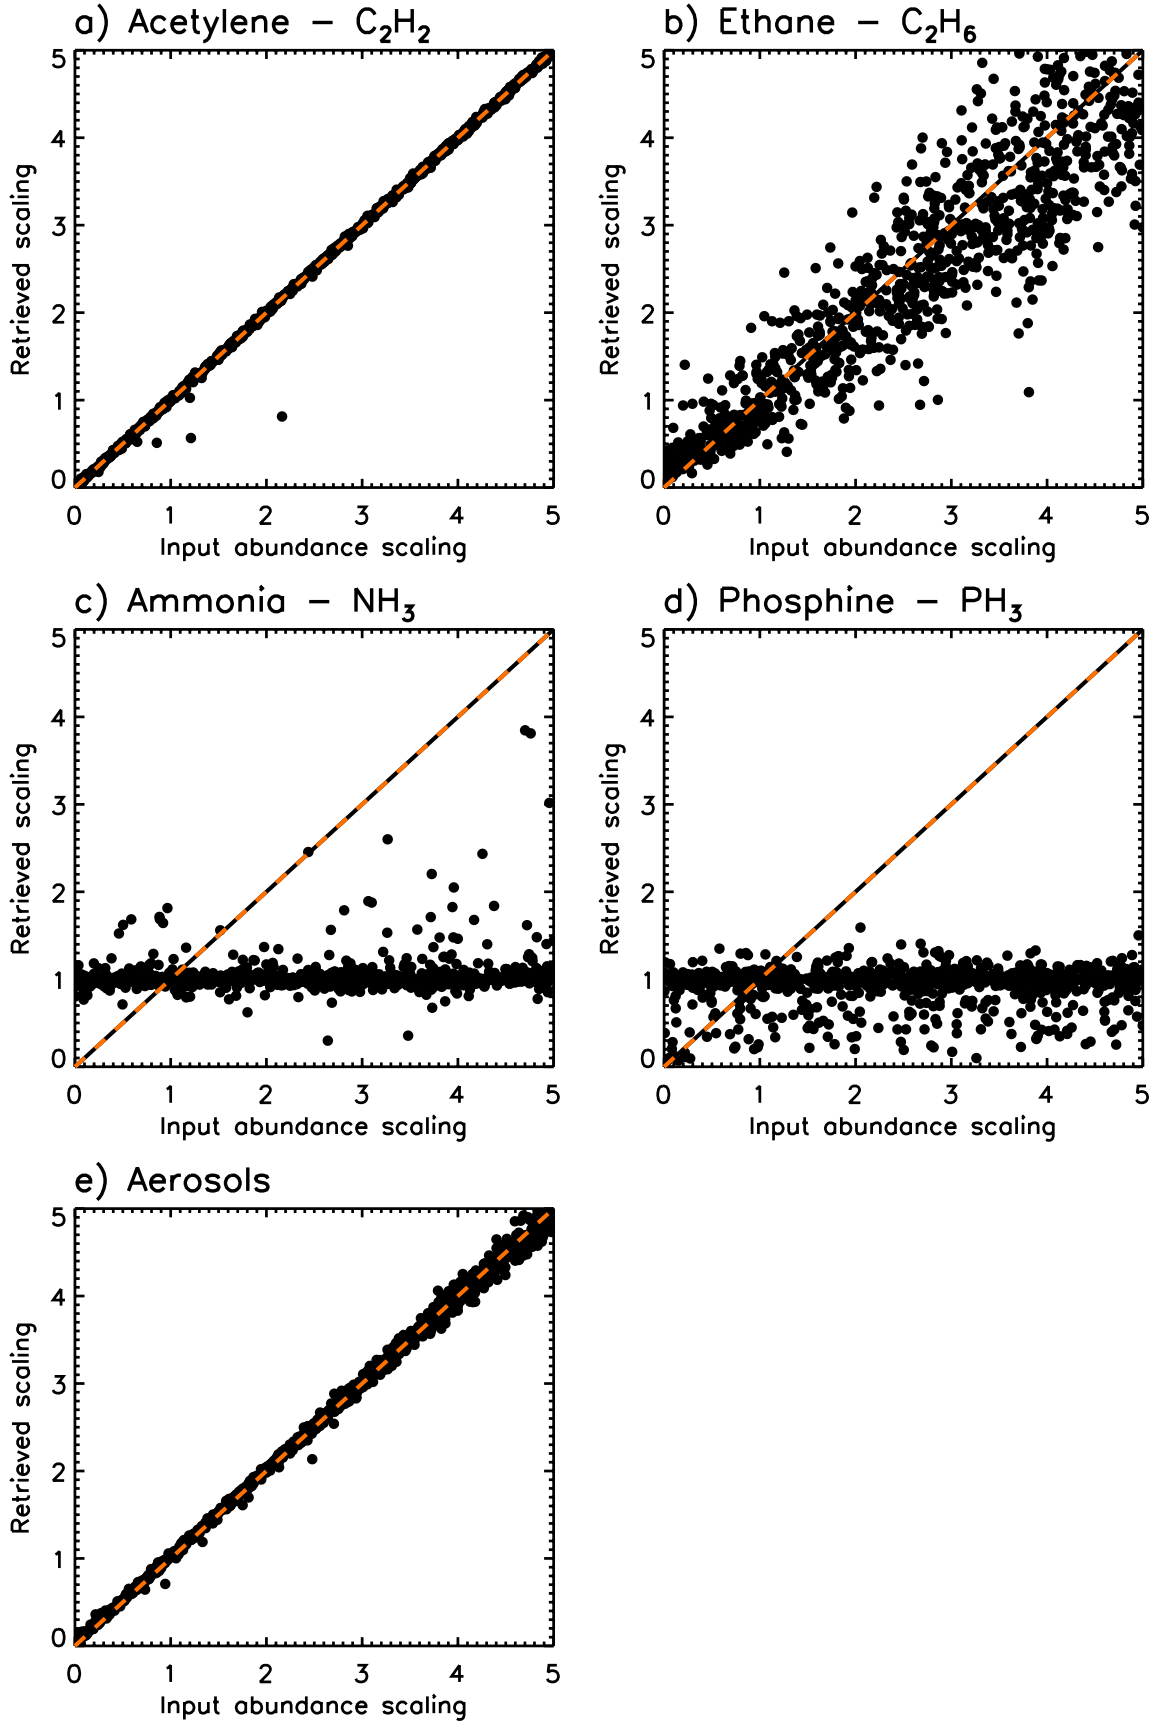 a) Acetylene – C₂H₂
5
4
3
2
1
0
Retrieved scaling
0 1 2 3 4 5
Input abundance scaling
b) Ethane – C₂H₆
5
4
3
2
1
0
Retrieved scaling
0 1 2 3 4 5
Input abundance scaling
c) Ammonia – NH₃
5
4
3
2
1
0
Retrieved scaling
0 1 2 3 4 5
Input abundance scaling
d) Phosphine – PH₃
5
4
3
2
1
0
Retrieved scaling
0 1 2 3 4 5
Input abundance scaling
e) Aerosols
5
4
3
2
1
0
Retrieved scaling
0 1 2 3 4 5
Input abundance scaling